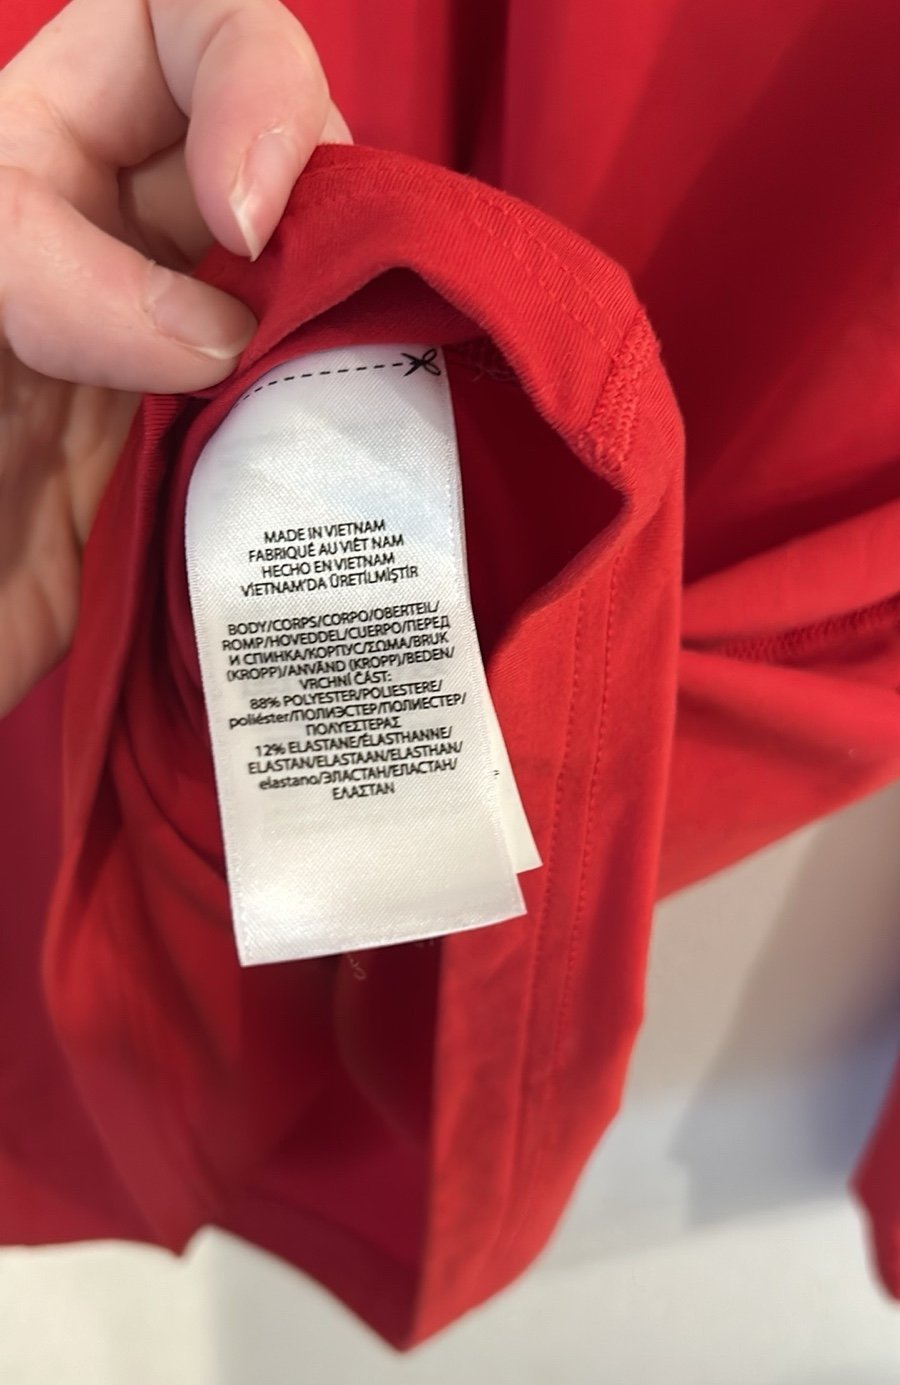 MADE IN VIETNAM
FABRIQUÉ AU VIÊT NAM
HECHO EN VIETNAM
VİETNAM'DA ÜRETİLMİŞTİR
BODY/CORPS/CORPO/OBERTEIL/
ROMP/HOVEDDEL/CUERPO/ПЕРЕД
И СПИНКА/КОРПУС/ΣΩΜΑ/BRUK
(KROPP)/ANVÄND (KROPP)/BEDEN/
VRCHNÍ ČÁST:
88% POLYESTER/POLIESTERE/
poliéster/ПОЛИЭСТЕР/ПОЛИЕСТЕР/
ΠΟΛΥΕΣΤΕΡΑΣ
12% ELASTANE/ÉLASTHANNE/
ELASTAN/ELASTAAN/ELASTHAN/
elastano/ЭЛАСТАН/ЕЛАСТАН/
ΕΛΑΣΤΑΝ